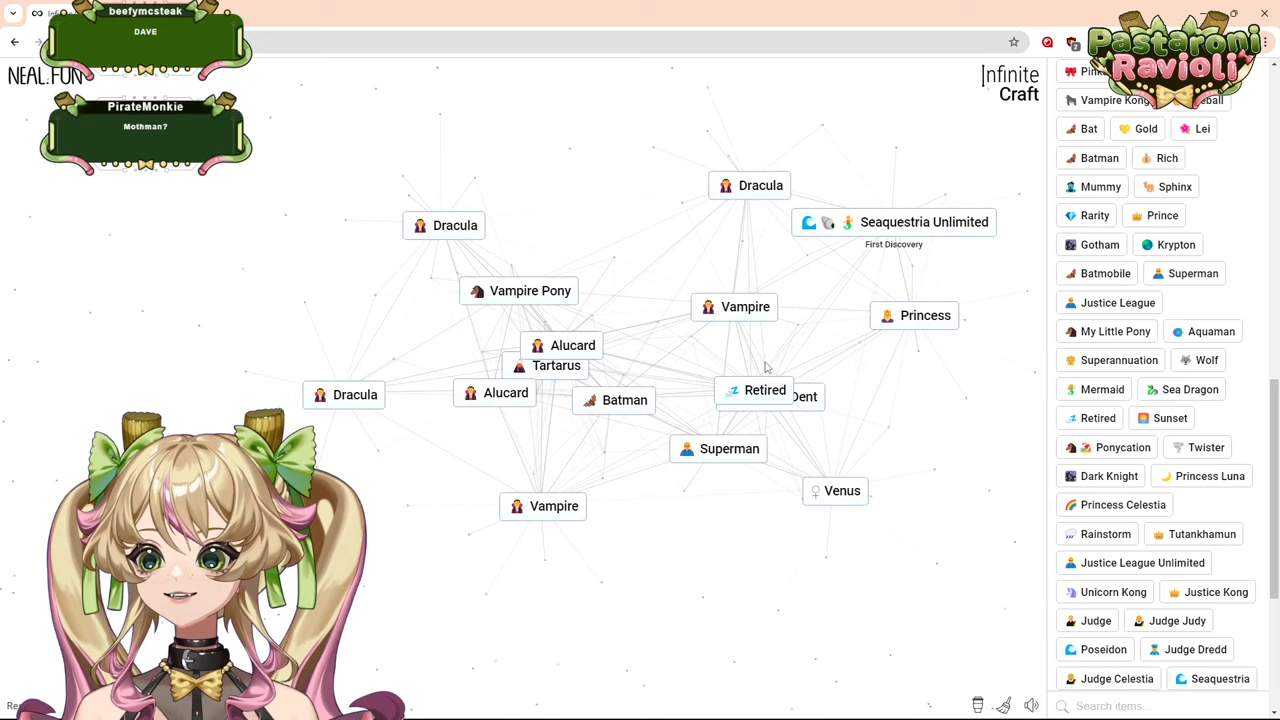 beefymcsteak
DAVE
NEAL.FUN
PirateMonkie
Mothman?
Pastaroni
Ravioli
Infinite
Craft
Dracula
Seaquestria Unlimited
First Discovery
Dracula
Vampire Pony
Vampire
Princess
Alucard
Tartarus
Retired
Dent
Dracula
Alucard
Batman
Superman
Venus
Vampire
Vampire Kong
Bat
Gold
Lei
Batman
Rich
Mummy
Sphinx
Rarity
Prince
Gotham
Krypton
Batmobile
Superman
Justice League
My Little Pony
Aquaman
Superannuation
Wolf
Mermaid
Sea Dragon
Retired
Sunset
Ponycation
Twister
Dark Knight
Princess Luna
Princess Celestia
Rainstorm
Tutankhamun
Justice League Unlimited
Unicorn Kong
Justice Kong
Judge
Judge Judy
Poseidon
Judge Dredd
Judge Celestia
Seaquestria
Search items...